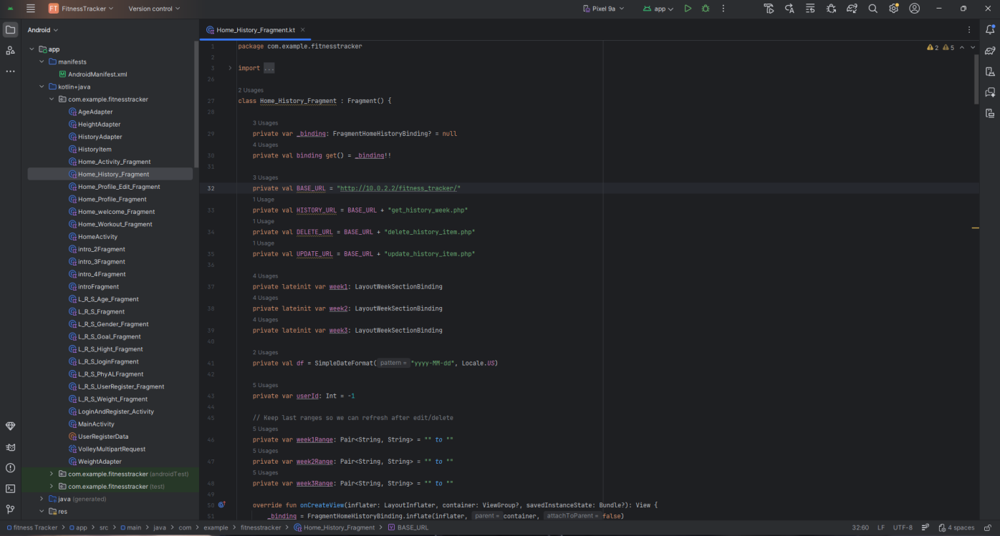 FT FitnessTracker Version control Pixel 9a app
Android
Home_History_Fragment.kt
app
manifests
AndroidManifest.xml
kotlin+java
com.example.fitnesstracker
AgeAdapter
HeightAdapter
HistoryAdapter
HistoryItem
Home_Activity_Fragment
Home_History_Fragment
Home_Profile_Edit_Fragment
Home_Profile_Fragment
Home_welcome_Fragment
Home_Workout_Fragment
HomeActivity
intro_2Fragment
intro_3Fragment
intro_4Fragment
introFragment
L_R_S_Age_Fragment
L_R_S_Fragment
L_R_S_Gender_Fragment
L_R_S_Goal_Fragment
L_R_S_Hight_Fragment
L_R_S_loginFragment
L_R_S_PhyALFragment
L_R_S_UserRegister_Fragment
L_R_S_Weight_Fragment
LoginAndRegister_Activity
MainActivity
UserRegisterData
VolleyMultipartRequest
WeightAdapter
com.example.fitnesstracker (androidTest)
com.example.fitnesstracker (test)
java (generated)
res
2 5
1 package com.example.fitnesstracker
2
3 import ...
26
2 Usages
27 class Home_History_Fragment : Fragment() {
28
3 Usages
29 private var _binding: FragmentHomeHistoryBinding? = null
4 Usages
30 private val binding get() = _binding!!
31
3 Usages
32 private val BASE_URL = "http://10.0.2.2/fitness_tracker/"
1 Usage
33 private val HISTORY_URL = BASE_URL + "get_history_week.php"
1 Usage
34 private val DELETE_URL = BASE_URL + "delete_history_item.php"
1 Usage
35 private val UPDATE_URL = BASE_URL + "update_history_item.php"
36
4 Usages
37 private lateinit var week1: LayoutWeekSectionBinding
4 Usages
38 private lateinit var week2: LayoutWeekSectionBinding
4 Usages
39 private lateinit var week3: LayoutWeekSectionBinding
40
2 Usages
41 private val df = SimpleDateFormat( pattern = "yyyy-MM-dd", Locale.US)
42
5 Usages
43 private var userId: Int = -1
44
45 // Keep last ranges so we can refresh after edit/delete
5 Usages
46 private var week1Range: Pair<String, String> = "" to ""
5 Usages
47 private var week2Range: Pair<String, String> = "" to ""
5 Usages
48 private var week3Range: Pair<String, String> = "" to ""
49
50 override fun onCreateView(inflater: LayoutInflater, container: ViewGroup?, savedInstanceState: Bundle?): View {
51 _binding = FragmentHomeHistoryBinding.inflate(inflater, parent = container, attachToParent = false)
fitness Tracker > app > src > main > java > com > example > fitnesstracker > Home_History_Fragment > BASE_URL 32:60 LF UTF-8 4 spaces